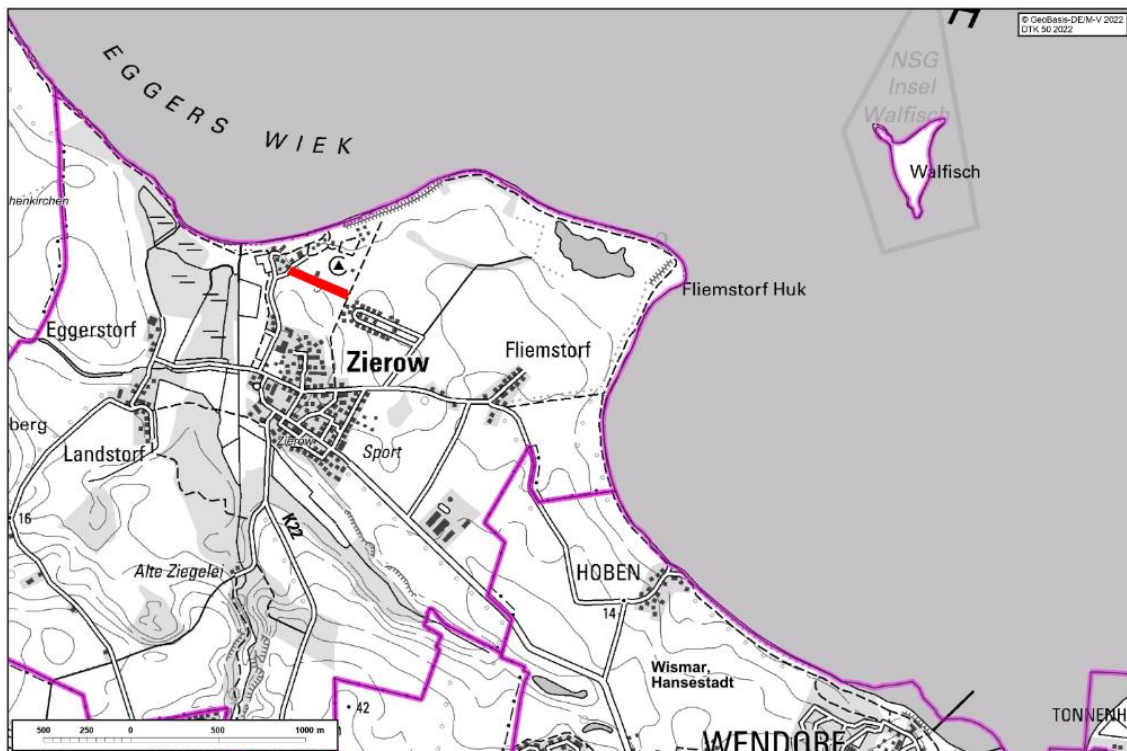 © GeoBasis-DE/M-V 2022
DTK 50 2022
H
EGGERS WIEK
NSG
Insel
Walfisch
Walfisch
henkirchen
Fliemstorf Huk
Eggerstorf
Zierow
Fliemstorf
berg
Landstorf
Zierow
Sport
16
K22
Alte Ziegelei
HOBEN
14
Wismar,
Hansestadt
42
TONNENH
WENDORF
500 0 500 1000 m